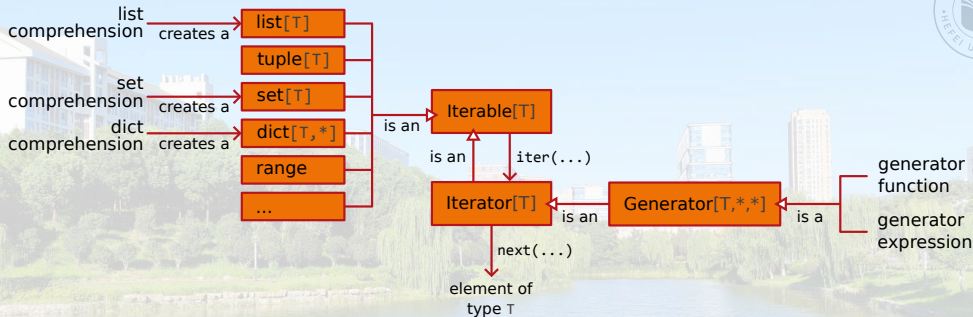 list
comprehension
creates a
list[T]
tuple[T]
set
comprehension
creates a
set[T]
dict
comprehension
creates a
dict[T,*]
range
...
is an
Iterable[T]
is an
iter(...)
Iterator[T]
is an
Generator[T,*,*]
is a
generator
function
generator
expression
next(...)
element of
type T
HEFEI